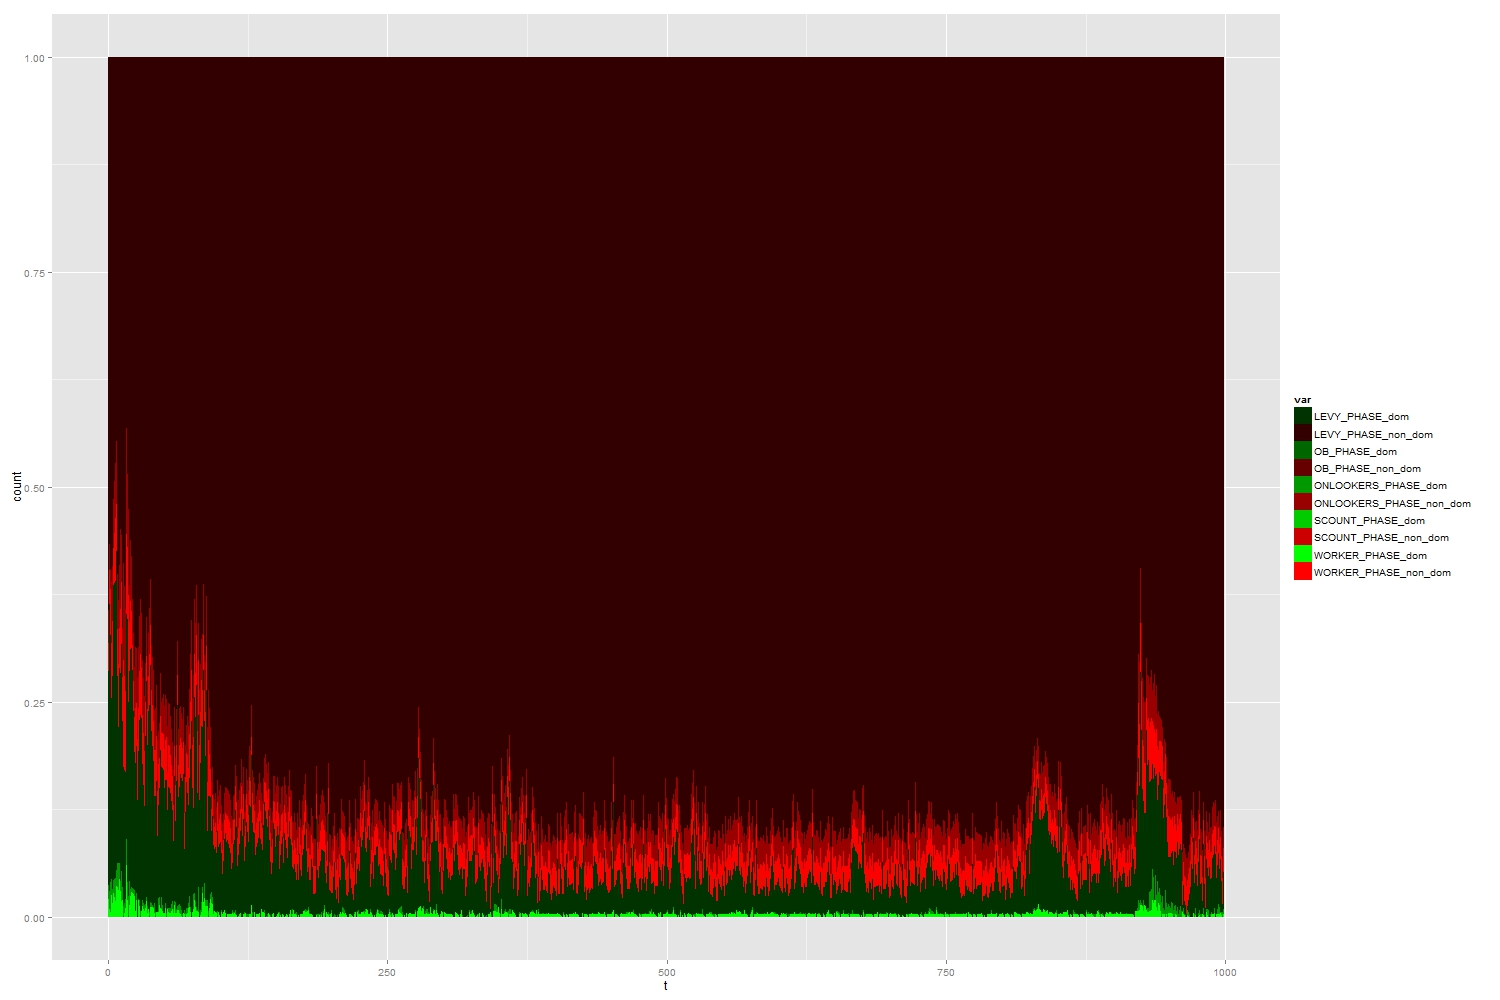 1.00
0.75
0.50
0.25
0.00
count
0
250
500
750
1000
t
var
LEVY_PHASE_dom
LEVY_PHASE_non_dom
OB_PHASE_dom
OB_PHASE_non_dom
ONLOOKERS_PHASE_dom
ONLOOKERS_PHASE_non_dom
SCOUNT_PHASE_dom
SCOUNT_PHASE_non_dom
WORKER_PHASE_dom
WORKER_PHASE_non_dom